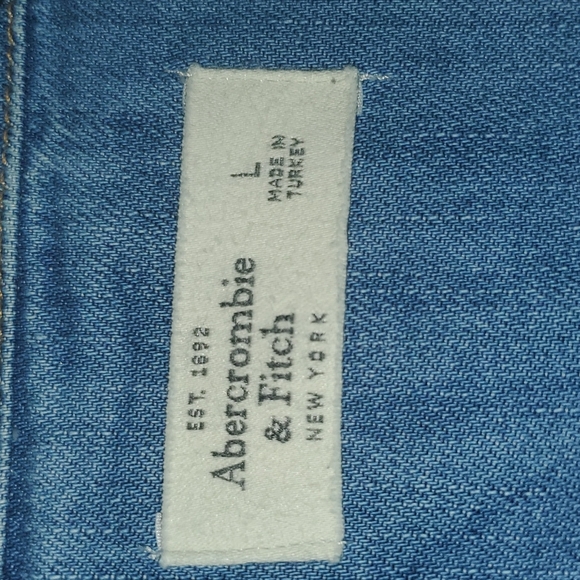 EST. 1892
Abercrombie
& Fitch
NEW YORK
L
MADE IN
TURKEY